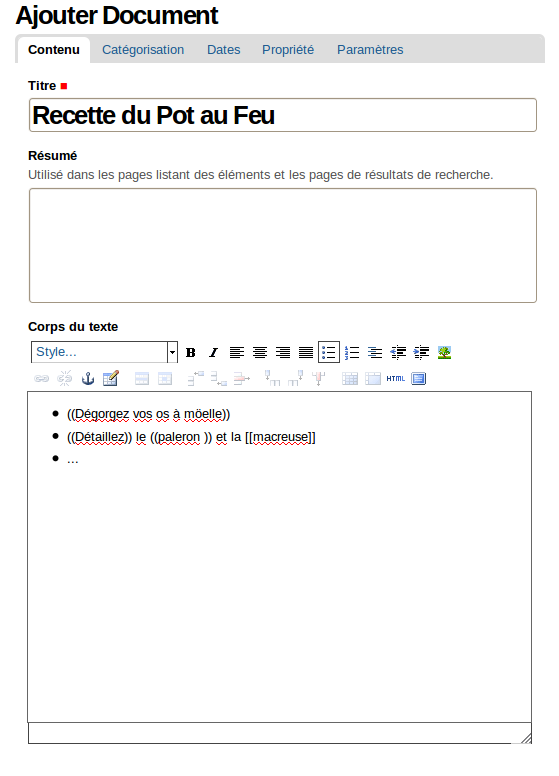 Ajouter Document
Contenu Catégorisation Dates Propriété Paramètres
Titre
Recette du Pot au Feu
Résumé
Utilisé dans les pages listant des éléments et les pages de résultats de recherche.
Corps du texte
Style... B I
HTML
((Dégorgez vos os à möelle))
((Détaillez)) le ((paleron )) et la [[macreuse]]
...